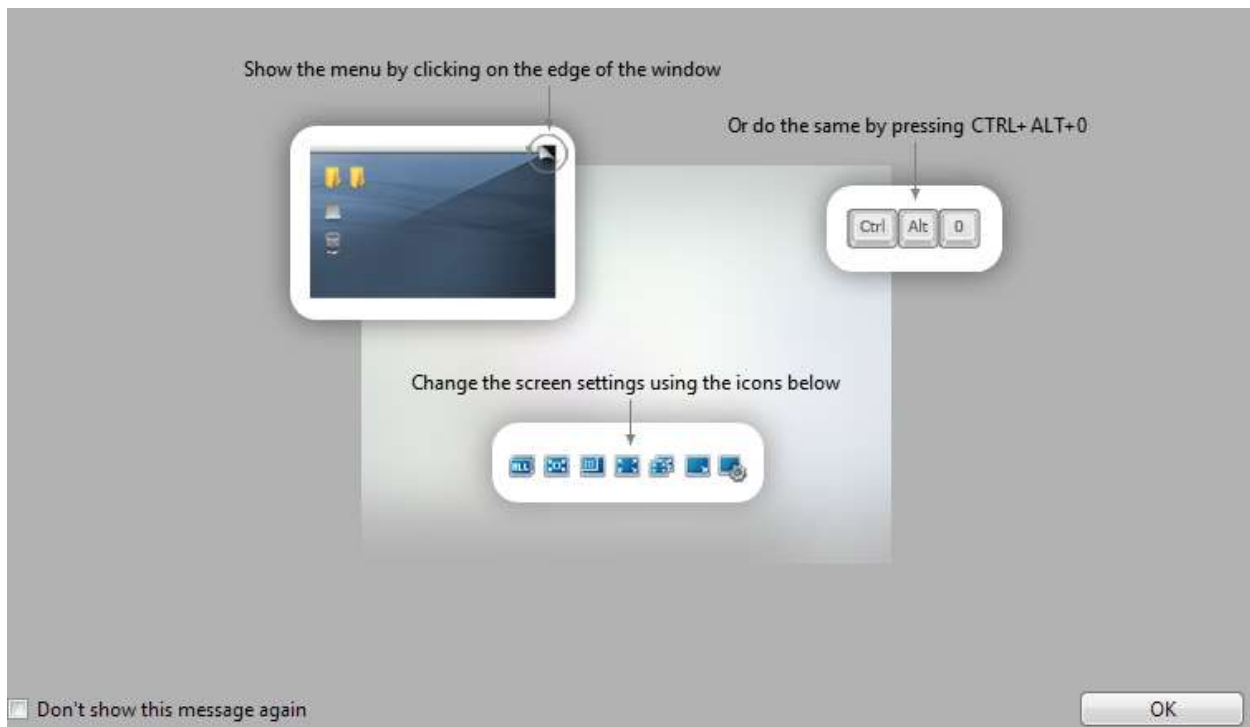 Show the menu by clicking on the edge of the window
Or do the same by pressing CTRL+ ALT+0
Ctrl Alt 0
Change the screen settings using the icons below
ALL
Don't show this message again
OK